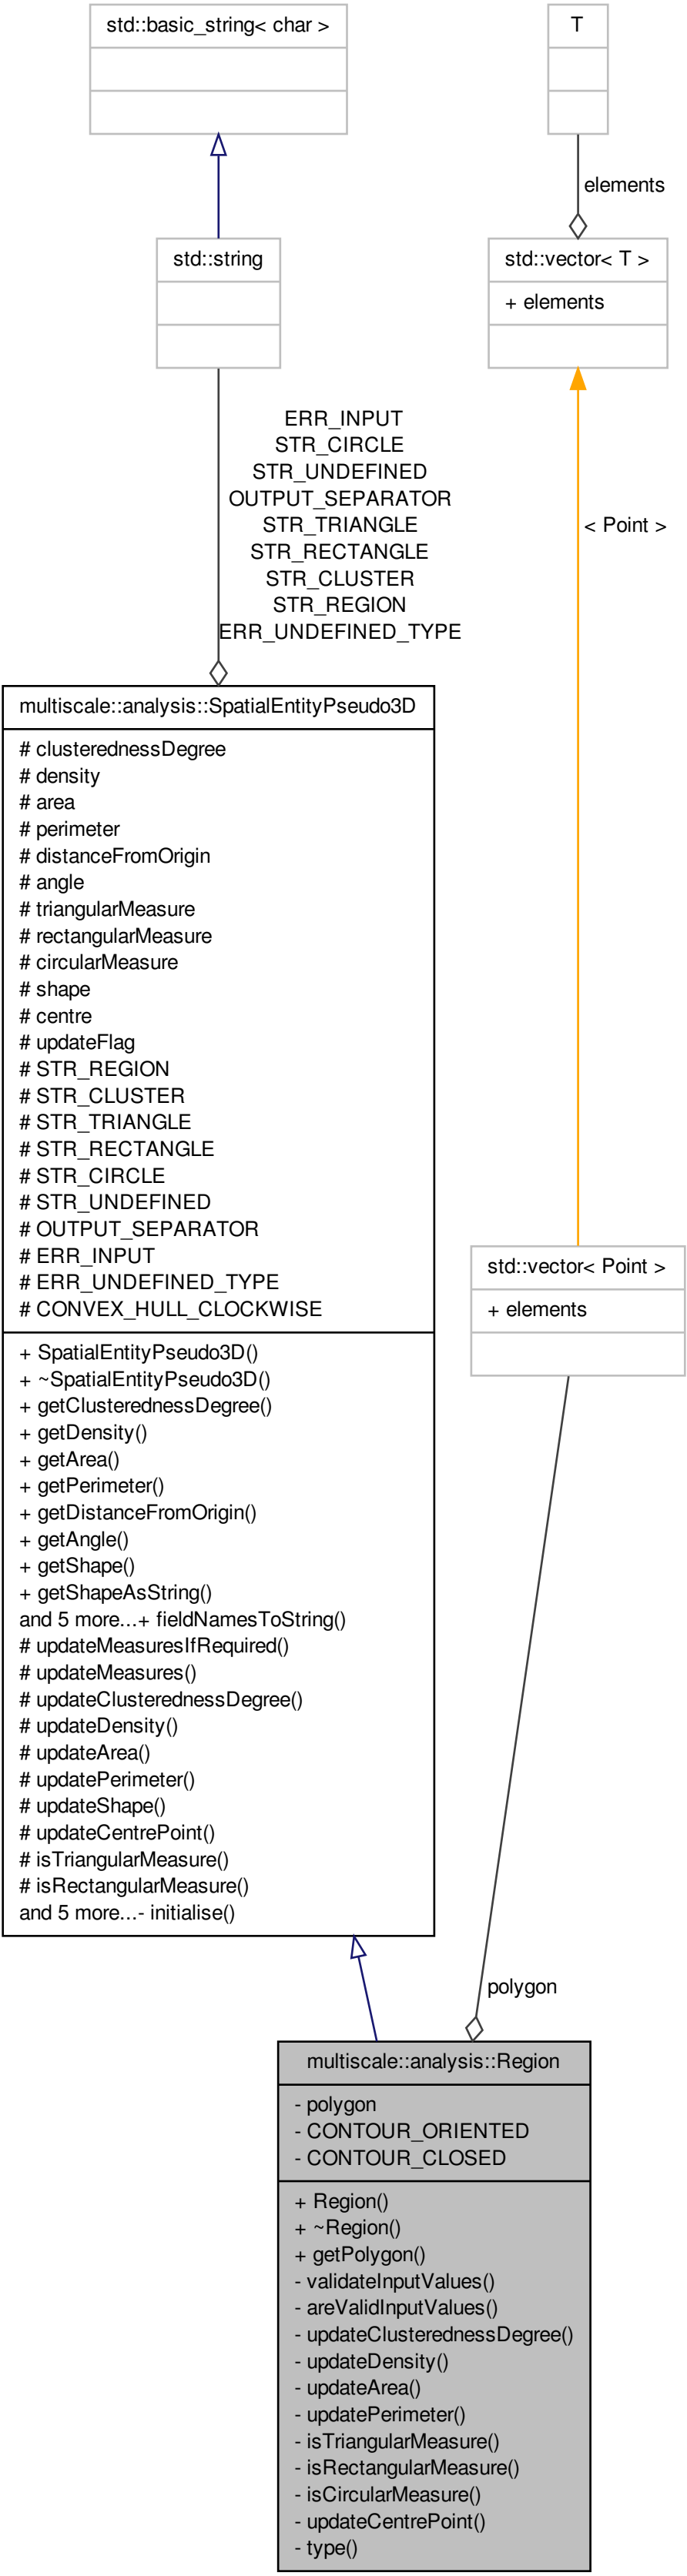 std::basic_string< char >
T
elements
std::string
std::vector< T >
+ elements
ERR_INPUT
STR_CIRCLE
STR_UNDEFINED
OUTPUT_SEPARATOR
STR_TRIANGLE
STR_RECTANGLE
STR_CLUSTER
STR_REGION
ERR_UNDEFINED_TYPE
< Point >
multiscale::analysis::SpatialEntityPseudo3D
# clusterednessDegree
# density
# area
# perimeter
# distanceFromOrigin
# angle
# triangularMeasure
# rectangularMeasure
# circularMeasure
# shape
# centre
# updateFlag
# STR_REGION
# STR_CLUSTER
# STR_TRIANGLE
# STR_RECTANGLE
# STR_CIRCLE
# STR_UNDEFINED
# OUTPUT_SEPARATOR
# ERR_INPUT
# ERR_UNDEFINED_TYPE
# CONVEX_HULL_CLOCKWISE
+ SpatialEntityPseudo3D()
+ ~SpatialEntityPseudo3D()
+ getClusterednessDegree()
+ getDensity()
+ getArea()
+ getPerimeter()
+ getDistanceFromOrigin()
+ getAngle()
+ getShape()
+ getShapeAsString()
and 5 more...+ fieldNamesToString()
# updateMeasuresIfRequired()
# updateMeasures()
# updateClusterednessDegree()
# updateDensity()
# updateArea()
# updatePerimeter()
# updateShape()
# updateCentrePoint()
# isTriangularMeasure()
# isRectangularMeasure()
and 5 more...- initialise()
std::vector< Point >
+ elements
polygon
multiscale::analysis::Region
- polygon
- CONTOUR_ORIENTED
- CONTOUR_CLOSED
+ Region()
+ ~Region()
+ getPolygon()
- validateInputValues()
- areValidInputValues()
- updateClusterednessDegree()
- updateDensity()
- updateArea()
- updatePerimeter()
- isTriangularMeasure()
- isRectangularMeasure()
- isCircularMeasure()
- updateCentrePoint()
- type()